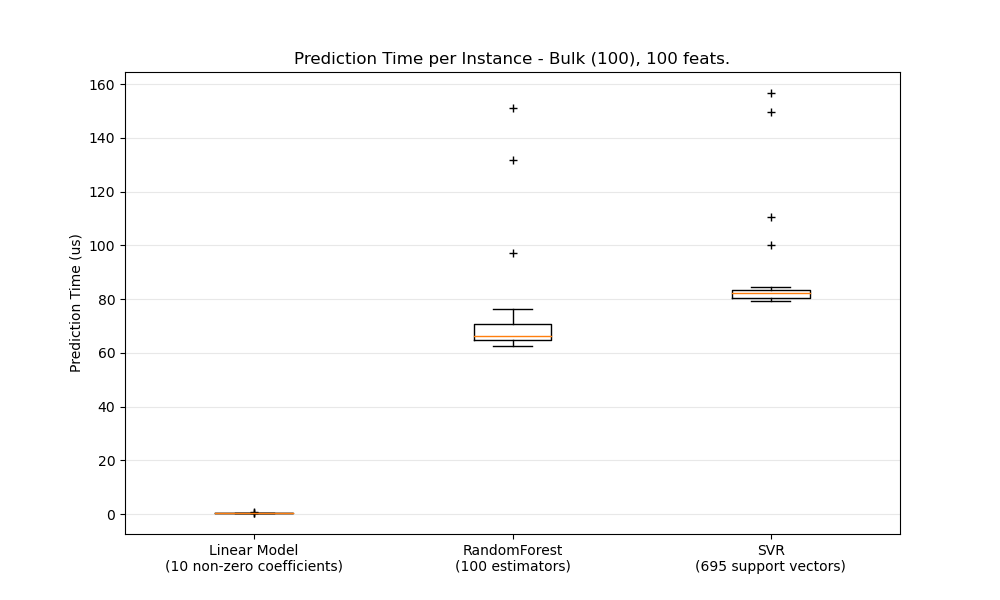 Prediction Time per Instance - Bulk (100), 100 feats.
Prediction Time (us)
160
140
120
100
80
60
40
20
0
Linear Model
(10 non-zero coefficients)
RandomForest
(100 estimators)
SVR
(695 support vectors)